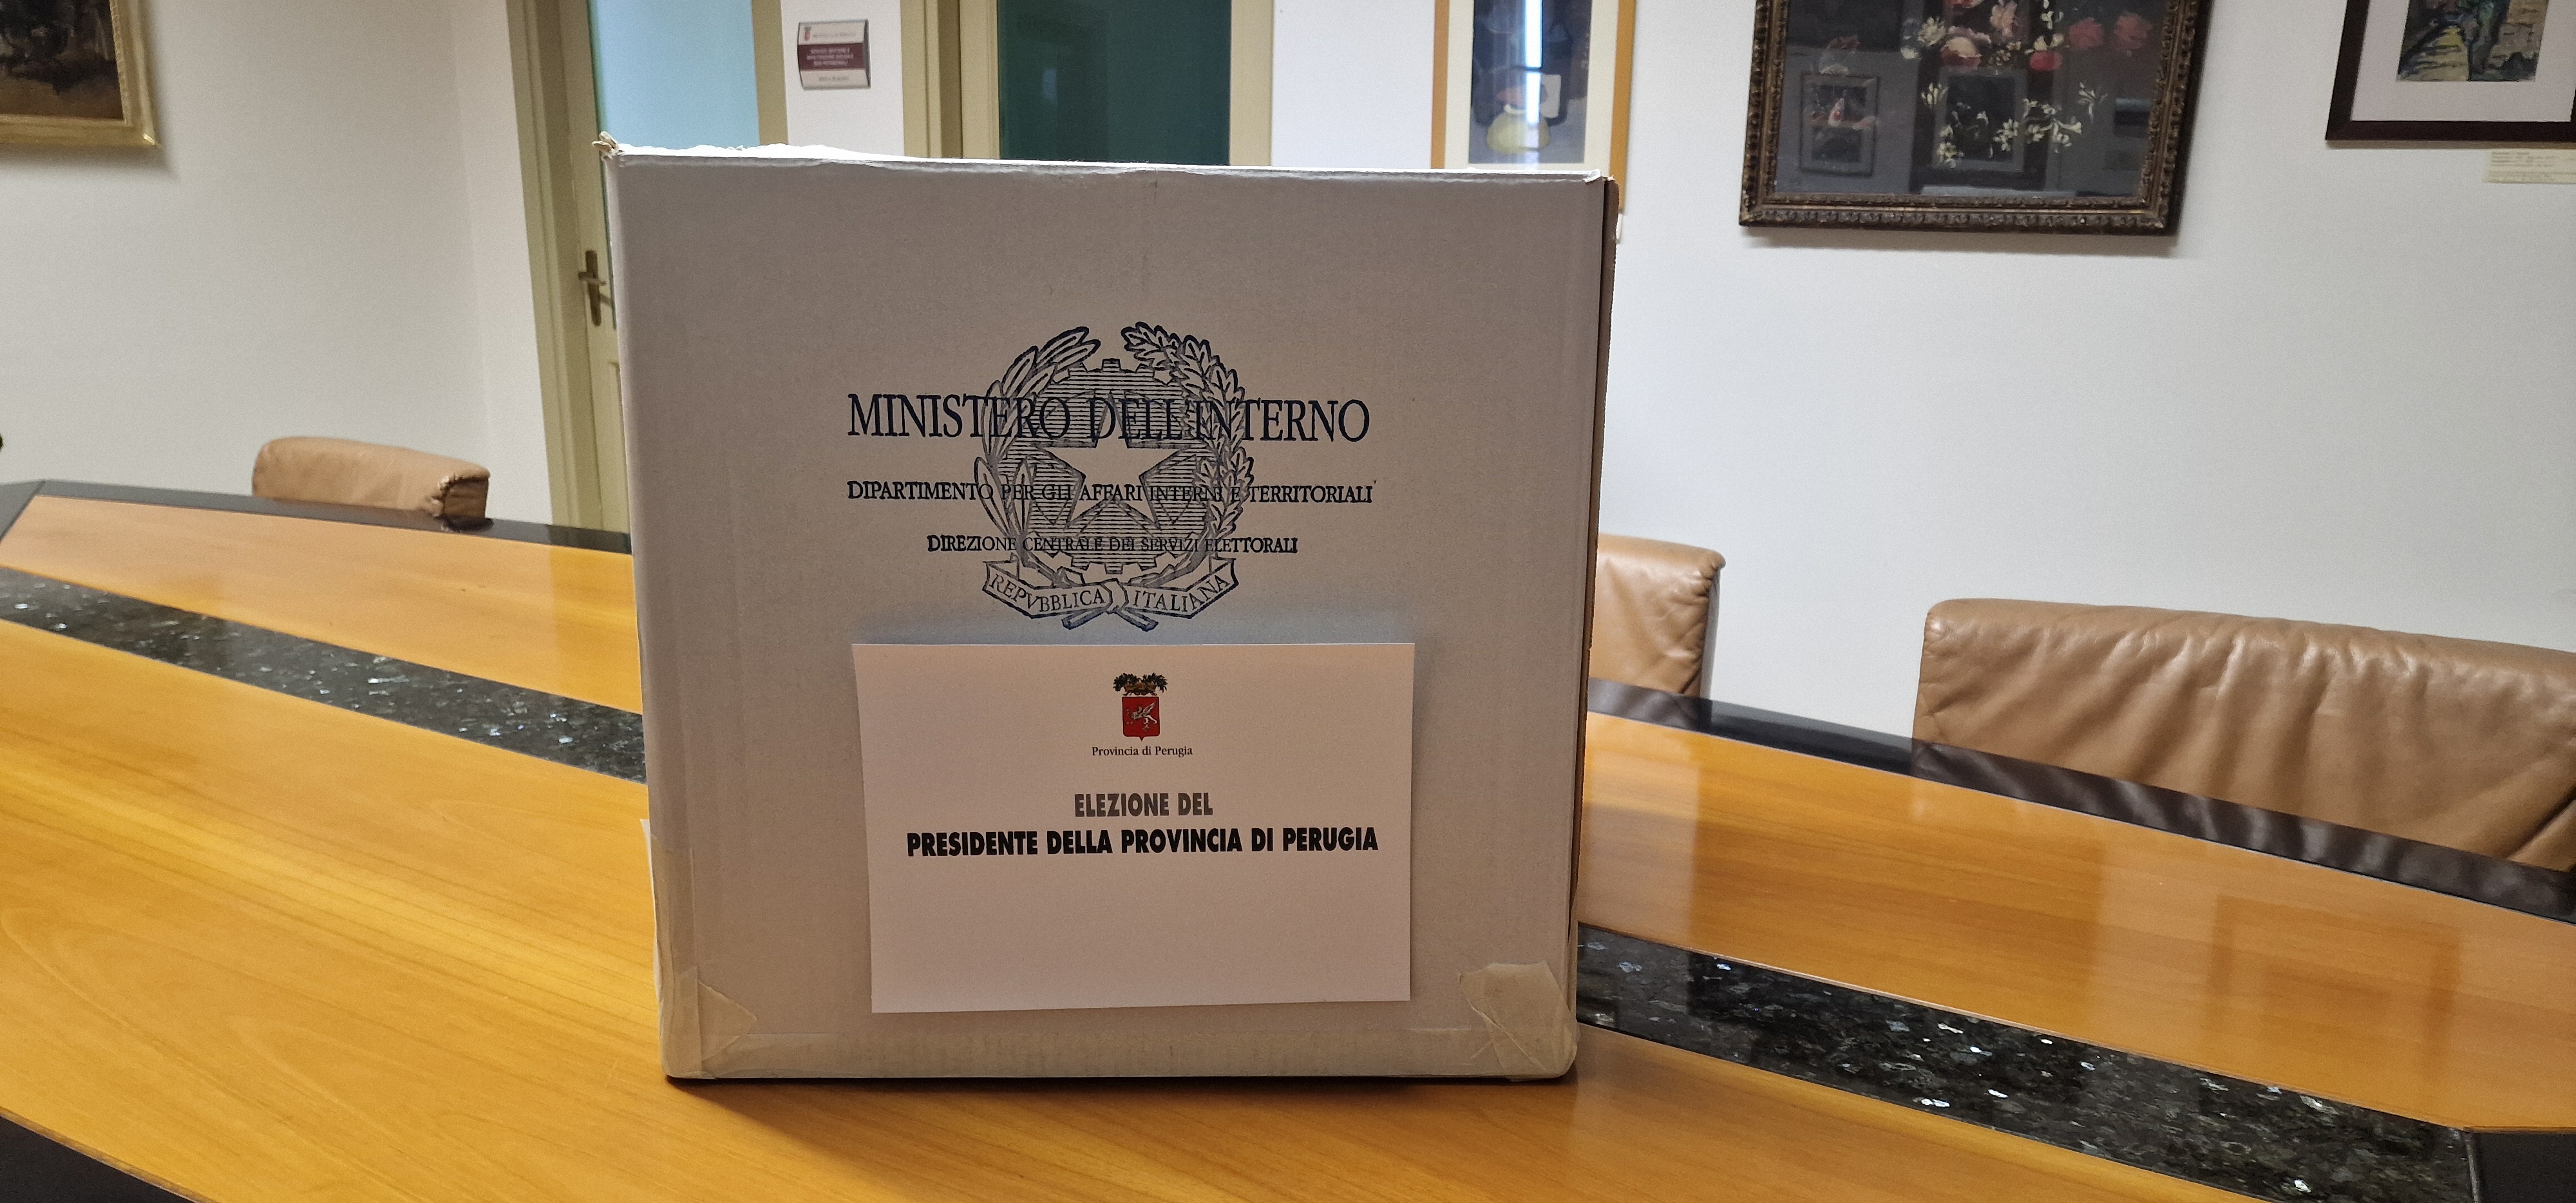 MINISTERO DELL'INTERNO
DIPARTIMENTO PER GLI AFFARI INTERNI E TERRITORIALI
DIREZIONE CENTRALE DEI SERVIZI ELETTORALI
REPVBBLICA ITALIANA
Provincia di Perugia
ELEZIONE DEL
PRESIDENTE DELLA PROVINCIA DI PERUGIA